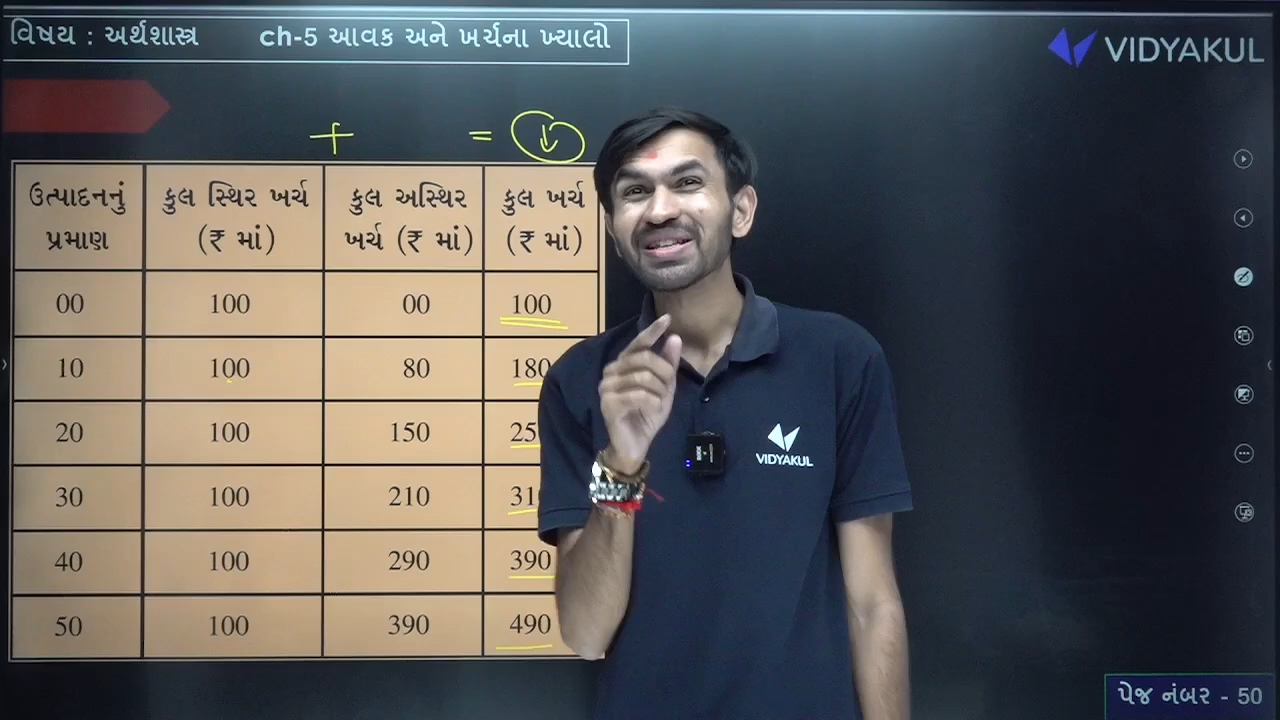 વિષય : અર્થશાસ્ત્ર ch-5 આવક અને ખર્ચના ખ્યાલો
VIDYAKUL
+ = ↓
ઉત્પાદનનું પ્રમાણ કુલ સ્થિર ખર્ચ (₹ માં) કુલ અસ્થિર ખર્ચ (₹ માં) કુલ ખર્ચ (₹ માં)
00 100 00 100
10 100 80 180
20 100 150
30 100 210
40 100 290 390
50 100 390 490
VIDYAKUL
પેજ નંબર - 50